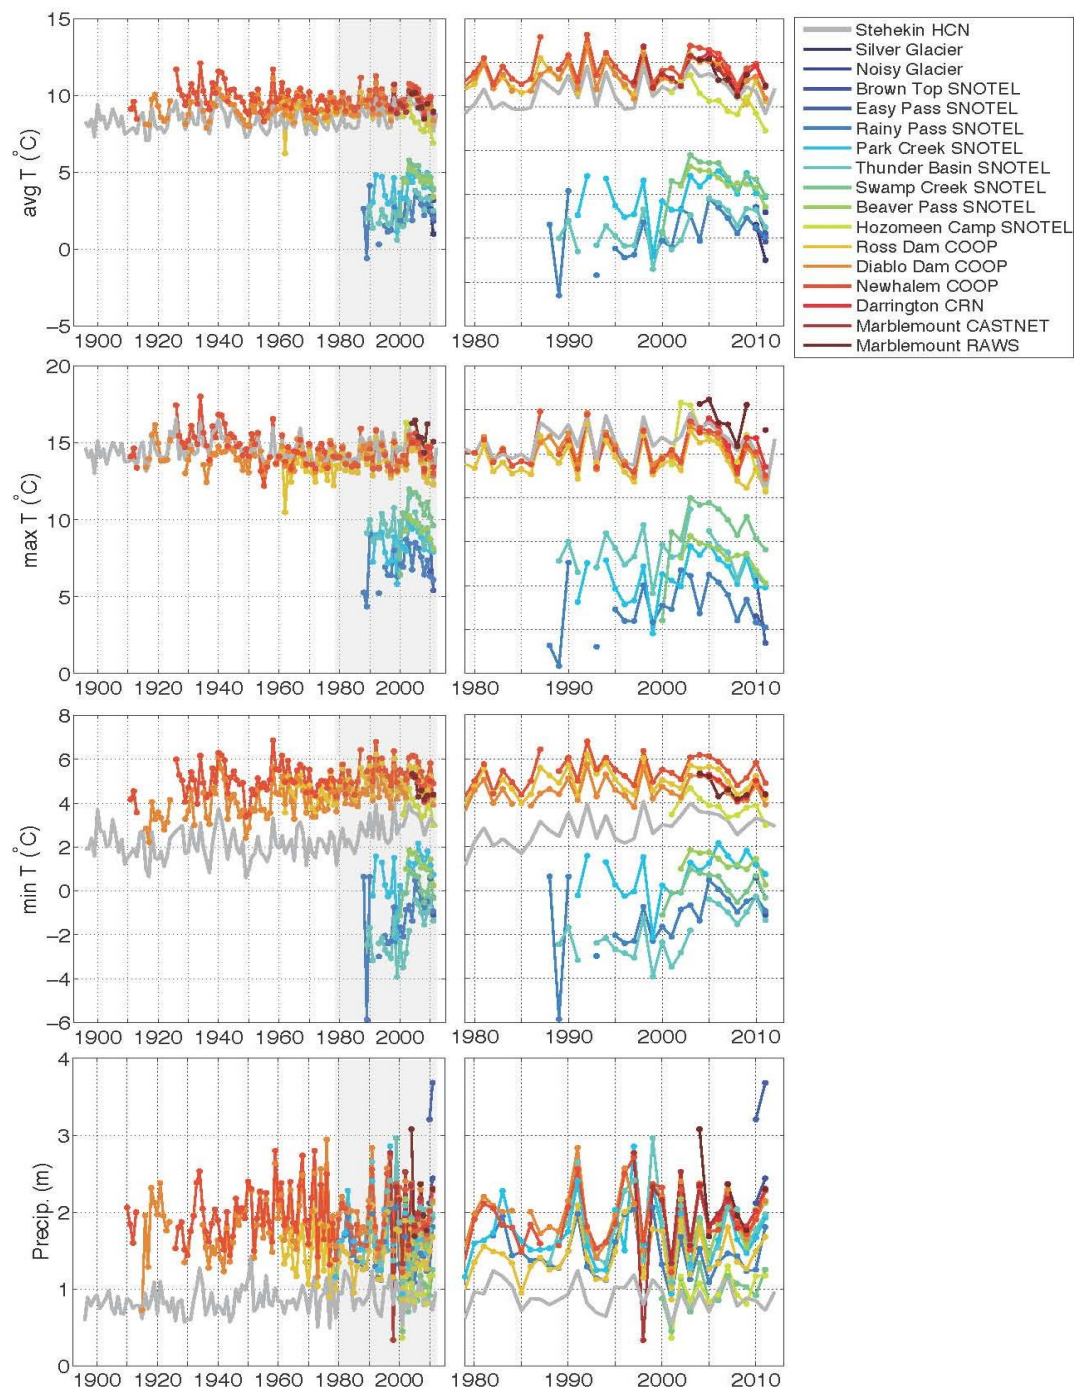 15
10
5
0
−5
avg T (°C)
1900 1920 1940 1960 1980 2000
1980 1990 2000 2010
Stehekin HCN
Silver Glacier
Noisy Glacier
Brown Top SNOTEL
Easy Pass SNOTEL
Rainy Pass SNOTEL
Park Creek SNOTEL
Thunder Basin SNOTEL
Swamp Creek SNOTEL
Beaver Pass SNOTEL
Hozomeen Camp SNOTEL
Ross Dam COOP
Diablo Dam COOP
Newhalem COOP
Darrington CRN
Marblemount CASTNET
Marblemount RAWS
20
15
10
5
0
max T (°C)
1900 1920 1940 1960 1980 2000
1980 1990 2000 2010
8
6
4
2
0
−2
−4
−6
min T (°C)
1900 1920 1940 1960 1980 2000
1980 1990 2000 2010
4
3
2
1
0
Precip. (m)
1900 1920 1940 1960 1980 2000
1980 1990 2000 2010